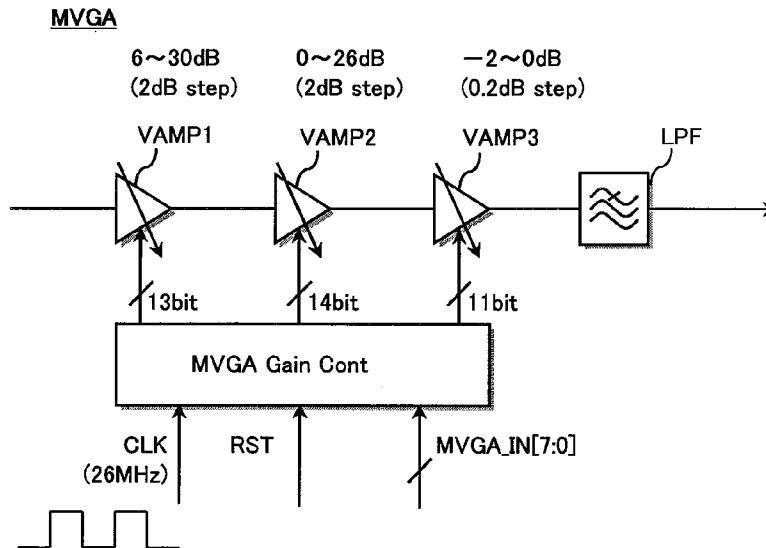 MVGA
6～30dB
(2dB step)
0～26dB
(2dB step)
－2～0dB
(0.2dB step)
VAMP1
VAMP2
VAMP3
LPF
13bit
14bit
11bit
MVGA Gain Cont
CLK
(26MHz)
RST
MVGA_IN[7:0]